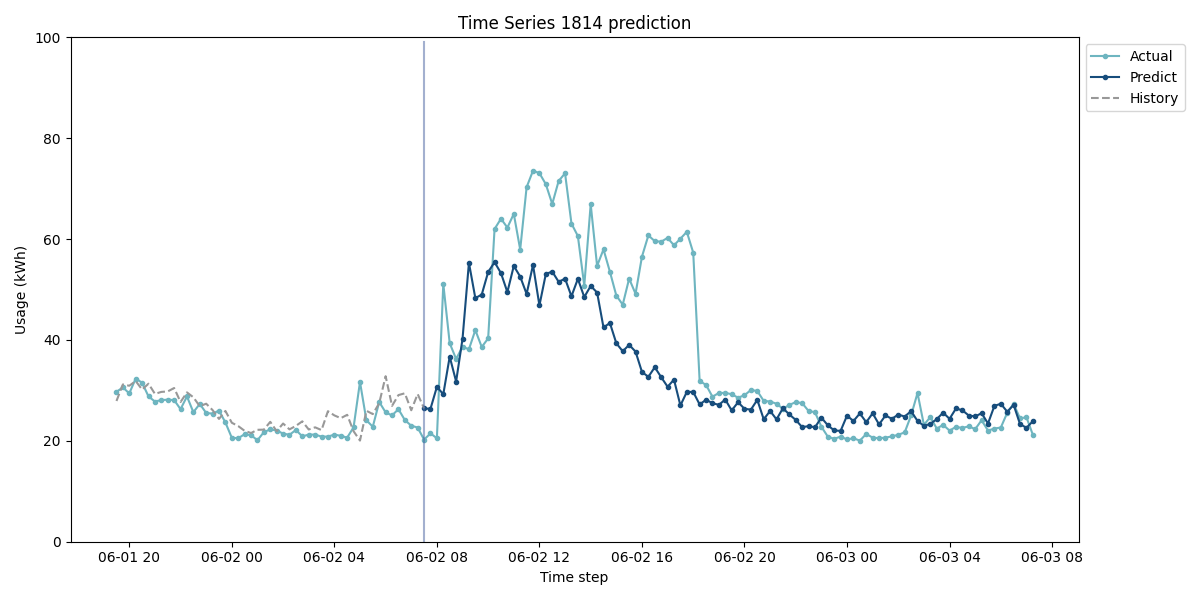 Time Series 1814 prediction
100
80
60
40
20
0
Usage (kWh)
06-01 20
06-02 00
06-02 04
06-02 08
06-02 12
06-02 16
06-02 20
06-03 00
06-03 04
06-03 08
Time step
Actual
Predict
History